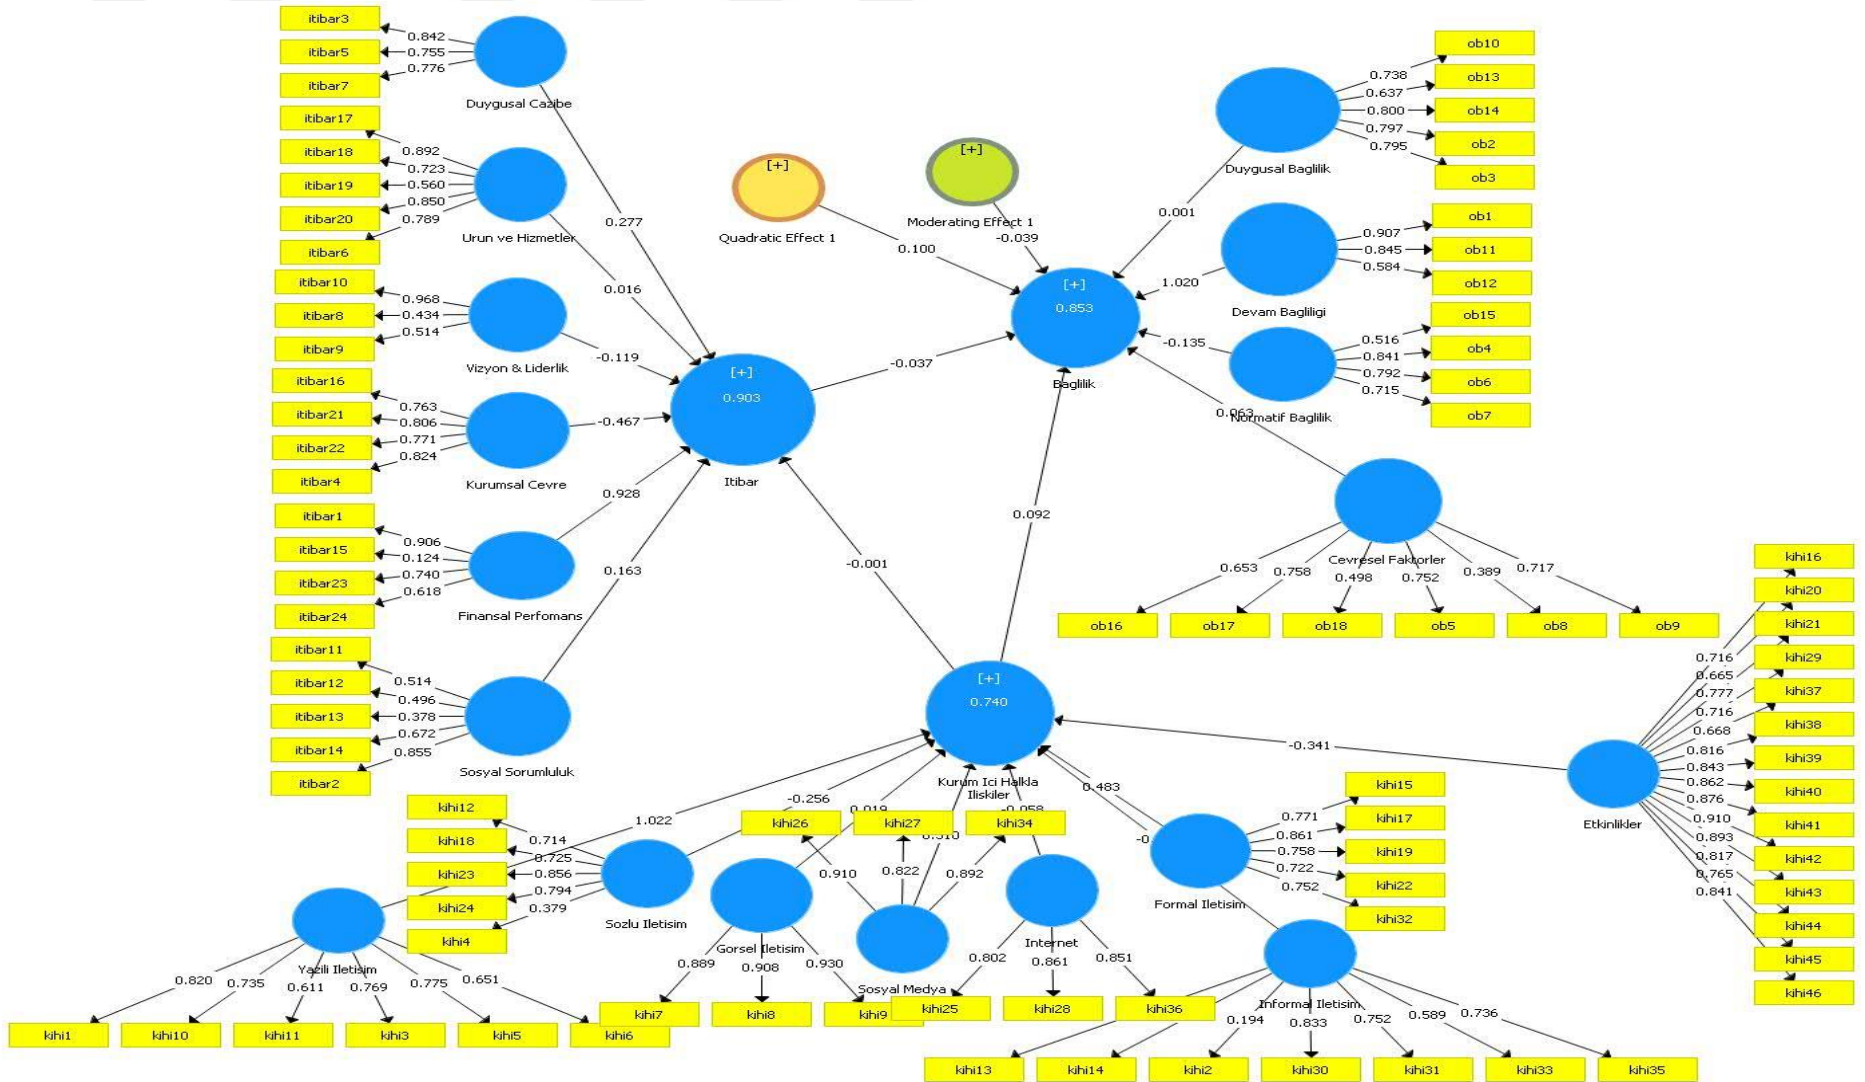 itibar3
itibar5
itibar7
0.842
0.755
0.776
Duygusal Cazibe
itibar17
itibar18
itibar19
itibar20
itibar6
0.892
0.723
0.560
0.850
0.789
Urun ve Hizmetler
itibar10
itibar8
itibar9
0.968
0.434
0.514
Vizyon & Liderlik
itibar16
itibar21
itibar22
itibar4
0.763
0.806
0.771
0.824
Kurumsal Cevre
itibar1
itibar15
itibar23
itibar24
0.906
0.124
0.740
0.618
Finansal Perfomans
itibar11
itibar12
itibar13
itibar14
itibar2
0.514
0.496
0.378
0.672
0.855
Sosyal Sorumluluk
0.277
0.016
-0.119
-0.467
0.928
0.163
[+]
0.903
Itibar
[+]
Quadratic Effect 1
0.100
[+]
Moderating Effect 1
-0.039
[+]
0.853
Baglilik
-0.037
0.092
-0.001
ob10
ob13
ob14
ob2
ob3
0.738
0.637
0.800
0.797
0.795
Duygusal Baglilik
0.001
ob1
ob11
ob12
0.907
0.845
0.584
Devam Bagliligi
1.020
ob15
ob4
ob6
ob7
0.516
0.841
0.792
0.715
Normatif Baglilik
-0.135
0.063
Cevresel Faktorler
0.653
0.758
0.498
0.752
0.389
0.717
ob16
ob17
ob18
ob5
ob8
ob9
[+]
0.740
Kurum Ici Halkla
Iliskiler
-0.341
0.483
-0.058
0.019
-0.256
1.022
kihi16
kihi20
kihi21
kihi29
kihi37
kihi38
kihi39
kihi40
kihi41
kihi42
kihi43
kihi44
kihi45
kihi46
0.716
0.665
0.777
0.716
0.668
0.816
0.843
0.862
0.876
0.910
0.893
0.817
0.765
0.841
Etkinlikler
kihi12
kihi18
kihi23
kihi24
kihi4
0.714
0.725
0.856
0.794
0.379
Sozlu Iletisim
kihi26
kihi27
kihi34
0.910
0.822
0.892
Sosyal Medya
kihi15
kihi17
kihi19
kihi22
kihi32
0.771
0.861
0.758
0.722
0.752
Formal Iletisim
Yazili Iletisim
0.820
0.735
0.611
0.769
0.775
0.651
kihi1
kihi10
kihi11
kihi3
kihi5
kihi6
Gorsel Iletisim
0.889
0.908
0.930
kihi7
kihi8
kihi9
Internet
0.802
0.861
0.851
kihi25
kihi28
kihi36
Informal Iletisim
0.194
0.833
0.752
0.589
0.736
kihi13
kihi14
kihi2
kihi30
kihi31
kihi33
kihi35